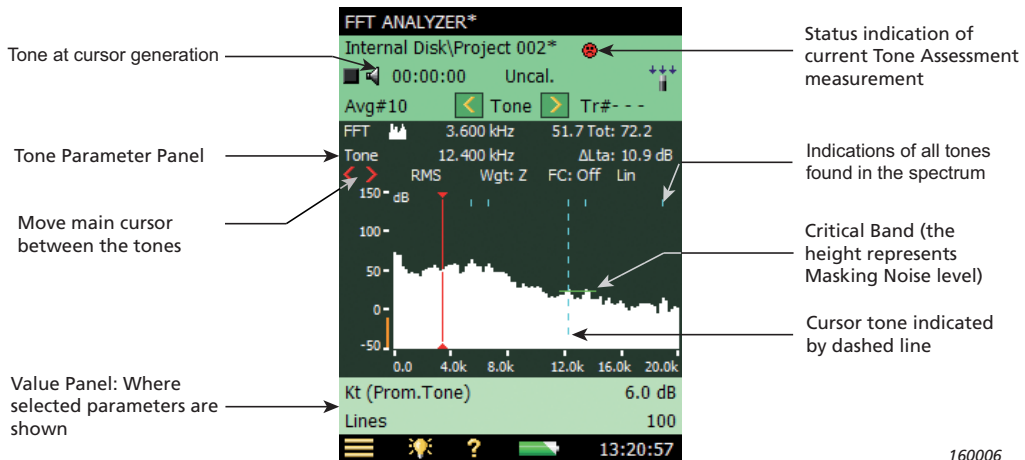 FFT ANALYZER*
Internal Disk\Project 002*
00:00:00 Uncal.
Avg#10 < Tone > Tr#- - -
FFT 3.600 kHz 51.7 Tot: 72.2
Tone 12.400 kHz ΔLta: 10.9 dB
< > RMS Wgt: Z FC: Off Lin
150
dB
100
50
0
-50
0.0 4.0k 8.0k 12.0k 16.0k 20.0k
Kt (Prom.Tone) 6.0 dB
Lines 100
? 13:20:57
Tone at cursor generation
Tone Parameter Panel
Move main cursor
between the tones
Value Panel: Where
selected parameters are
shown
Status indication of
current Tone Assessment
measurement
Indications of all tones
found in the spectrum
Critical Band (the
height represents
Masking Noise level)
Cursor tone indicated
by dashed line
160006